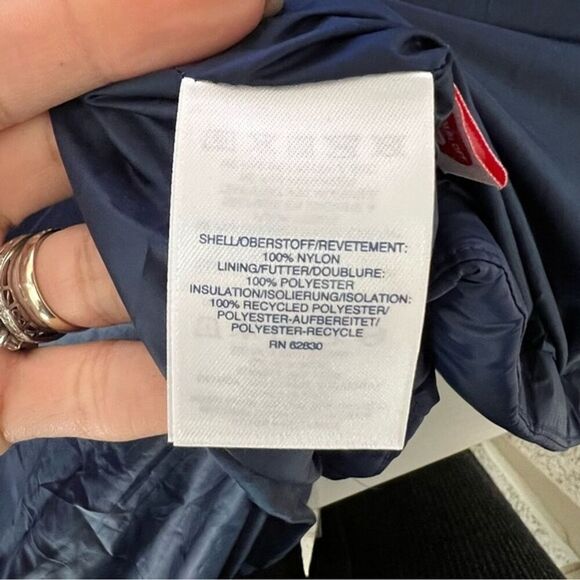 SHELL/OBERSTOFF/REVETEMENT:
100% NYLON
LINING/FUTTER/DOUBLURE:
100% POLYESTER
INSULATION/ISOLIERUNG/ISOLATION:
100% RECYCLED POLYESTER/
POLYESTER-AUFBEREITET/
POLYESTER-RECYCLE
RN 62830